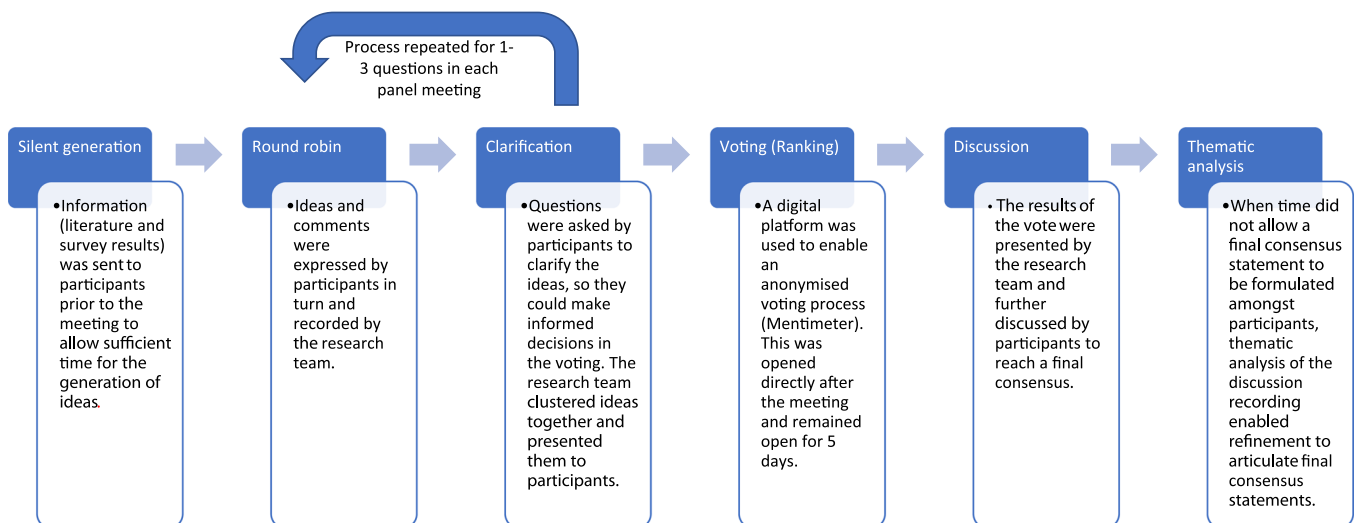 Process repeated for 1-
3 questions in each
panel meeting
Silent generation
•Information
(literature and
survey results)
was sent to
participants
prior to the
meeting to
allow sufficient
time for the
generation of
ideas.
Round robin
•Ideas and
comments
were
expressed by
participants in
turn and
recorded by
the research
team.
Clarification
•Questions
were asked by
participants to
clarify the
ideas, so they
could make
informed
decisions in
the voting. The
research team
clustered ideas
together and
presented
them to
participants.
Voting (Ranking)
•A digital
platform was
used to enable
an
anonymised
voting process
(Mentimeter).
This was
opened
directly after
the meeting
and remained
open for 5
days.
Discussion
• The results of
the vote were
presented by
the research
team and
further
discussed by
participants to
reach a final
consensus.
Thematic
analysis
•When time did
not allow a
final consensus
statement to
be formulated
amongst
participants,
thematic
analysis of the
discussion
recording
enabled
refinement to
articulate final
consensus
statements.